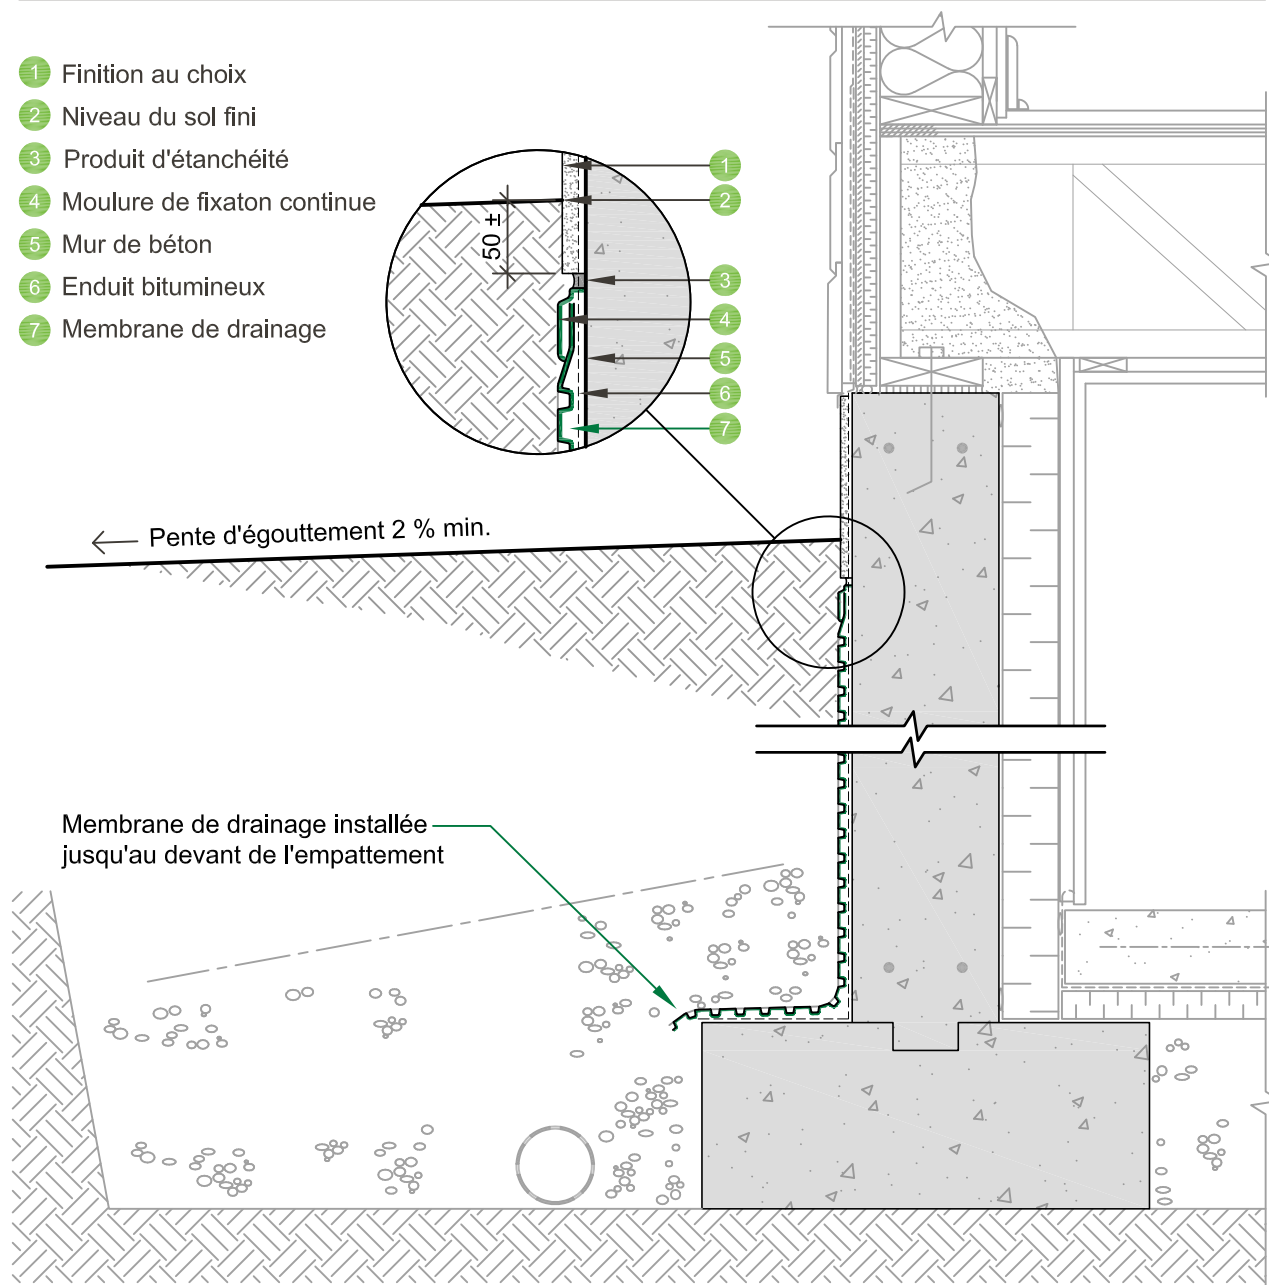 1 Finition au choix
2 Niveau du sol fini
3 Produit d'étanchéité
4 Moulure de fixaton continue
5 Mur de béton
6 Enduit bitumineux
7 Membrane de drainage
1
2
50 ±
3
4
5
6
7
Pente d'égouttement 2 % min.
Membrane de drainage installée
jusqu'au devant de l'empattement